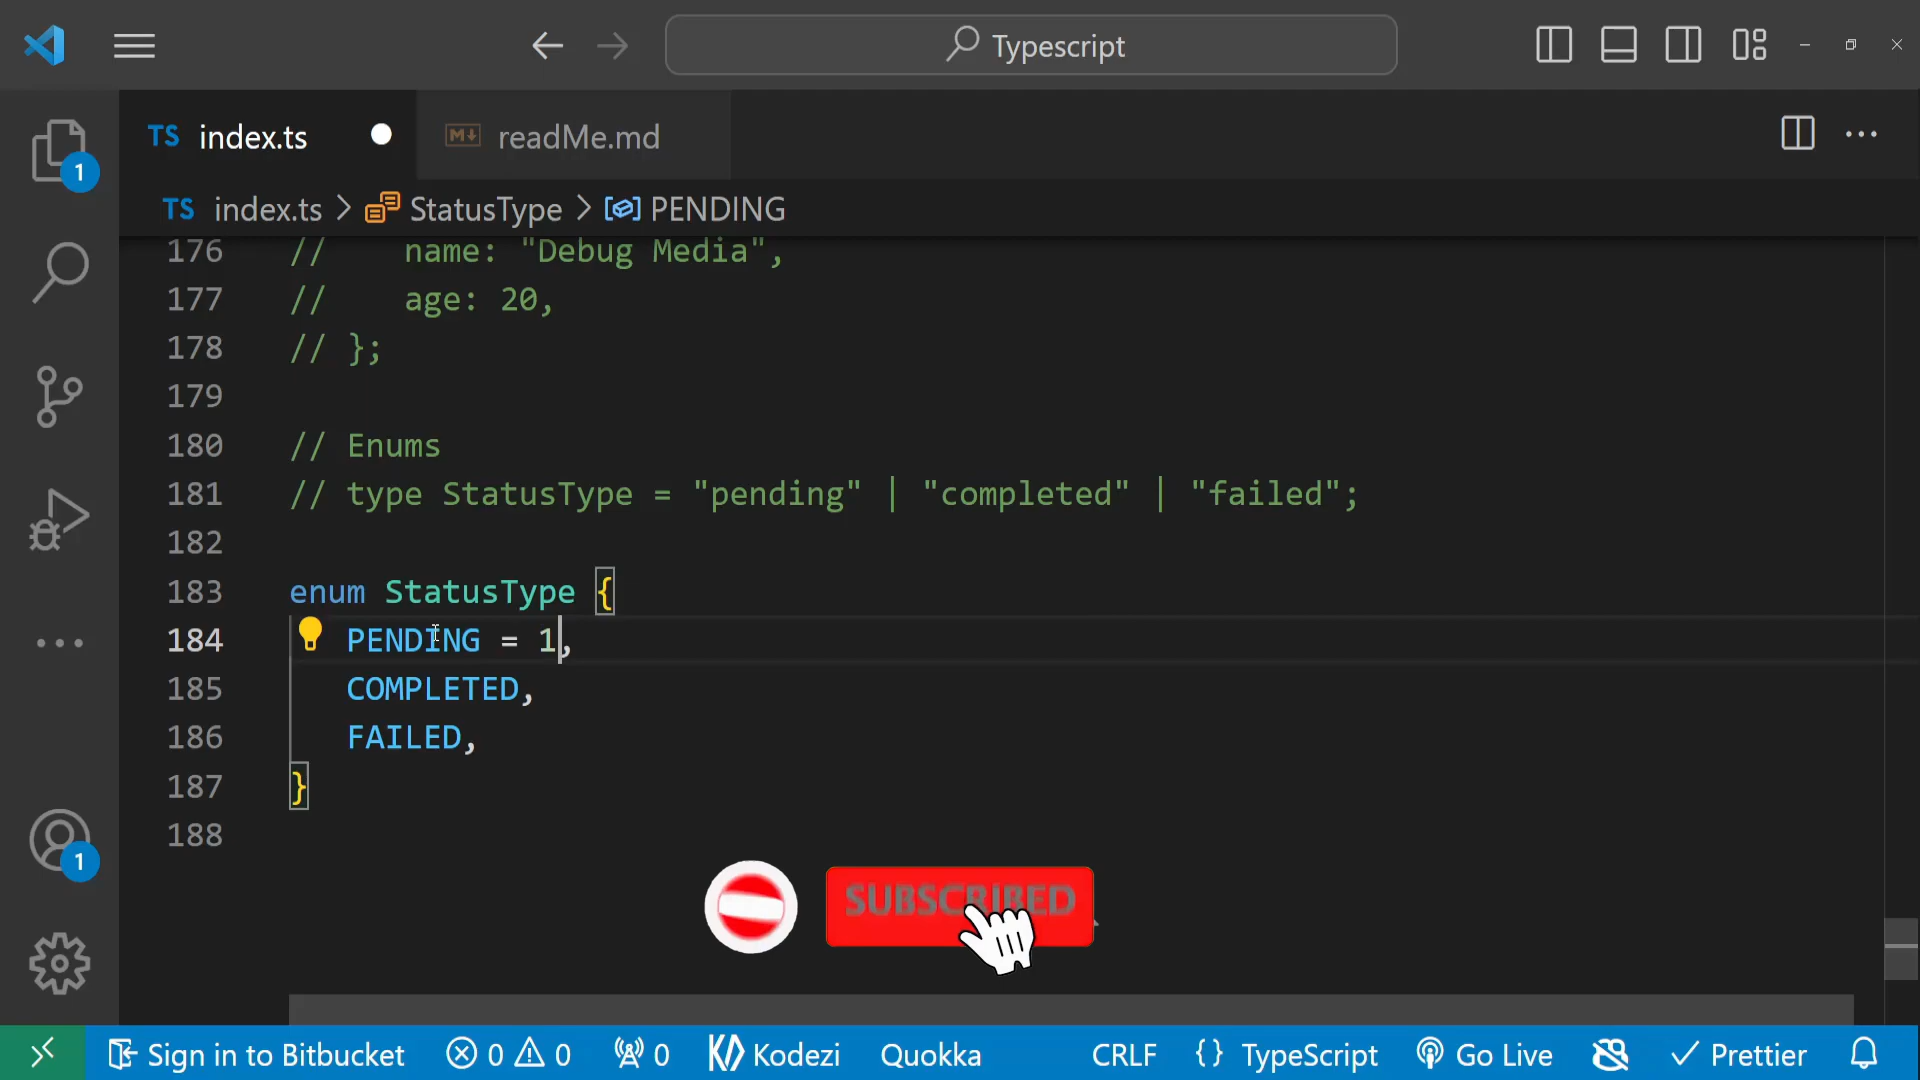 Typescript
TS index.ts
M↓ readMe.md
TS index.ts > StatusType > PENDING
176 //    name: "Debug Media",
177 //    age: 20,
178 // };
179
180 // Enums
181 // type StatusType = "pending" | "completed" | "failed";
182
183 enum StatusType {
184    PENDING = 1,
185    COMPLETED,
186    FAILED,
187 }
188
1
1
SUBSCRIBED
Sign in to Bitbucket 0 0 0 Kodezi Quokka CRLF {} TypeScript Go Live Prettier